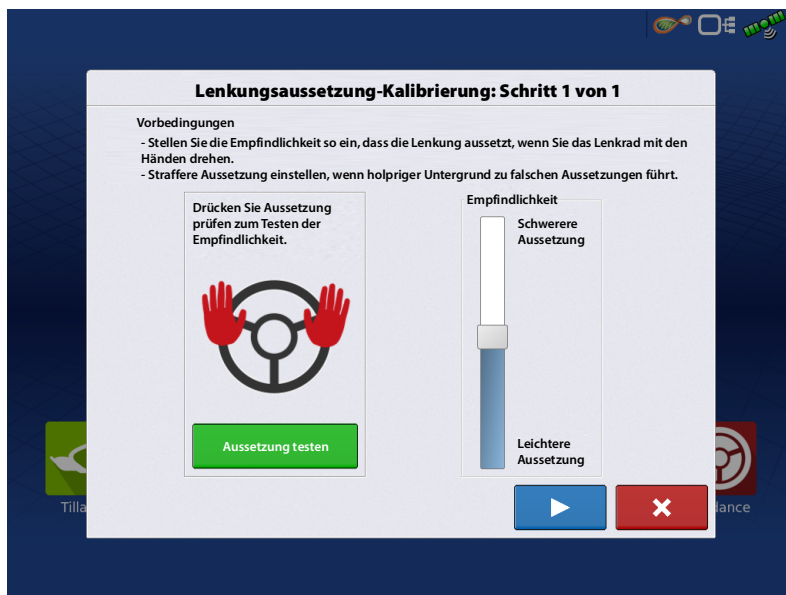 Lenkungsaussetzung-Kalibrierung: Schritt 1 von 1
Vorbedingungen
- Stellen Sie die Empfindlichkeit so ein, dass die Lenkung aussetzt, wenn Sie das Lenkrad mit den
Händen drehen.
- Straffere Aussetzung einstellen, wenn holpriger Untergrund zu falschen Aussetzungen führt.
Drücken Sie Aussetzung
prüfen zum Testen der
Empfindlichkeit.
Aussetzung testen
Empfindlichkeit
Schwerere
Aussetzung
Leichtere
Aussetzung
Tilla
dance